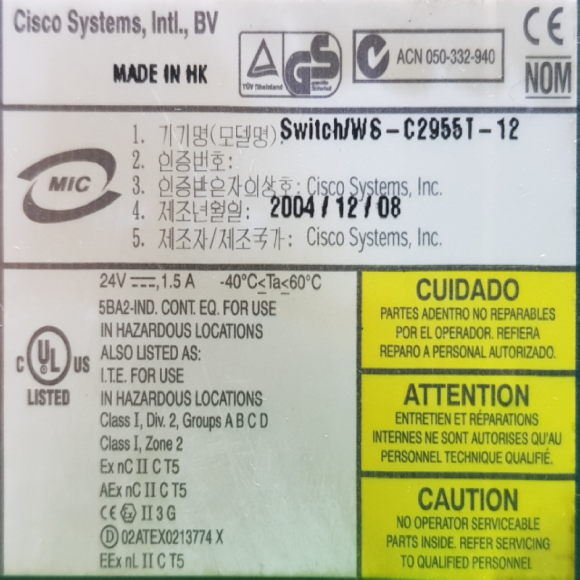 Cisco Systems, Intl., BV
MADE IN HK
TÜV Rheinland
GS
geprüfte Sicherheit
ACN 050-332-940
CE
NOM
MIC
1. 기기명(모델명): Switch/WS-C2955T-12
2. 인증번호:
3. 인증받은자의상호: Cisco Systems, Inc.
4. 제조년월일: 2004/12/08
5. 제조자/제조국가: Cisco Systems, Inc.
C UL US
LISTED
24V ⎓, 1.5 A -40°C≤Ta≤60°C
5BA2-IND. CONT. EQ. FOR USE
IN HAZARDOUS LOCATIONS
ALSO LISTED AS:
I.T.E. FOR USE
IN HAZARDOUS LOCATIONS
Class I, Div. 2, Groups A B C D
Class I, Zone 2
Ex nC II C T5
AEx nC II C T5
CE Ex II 3 G
D 02ATEX0213774 X
EEx nL II C T5
CUIDADO
PARTES ADENTRO NO REPARABLES
POR EL OPERADOR. REFIERA
REPARO A PERSONAL AUTORIZADO.
ATTENTION
ENTRETIEN ET RÉPARATIONS
INTERNES NE SONT AUTORISES QU'AU
PERSONNEL TECHNIQUE QUALIFIÉ.
CAUTION
NO OPERATOR SERVICEABLE
PARTS INSIDE. REFER SERVICING
TO QUALIFIED PERSONNEL